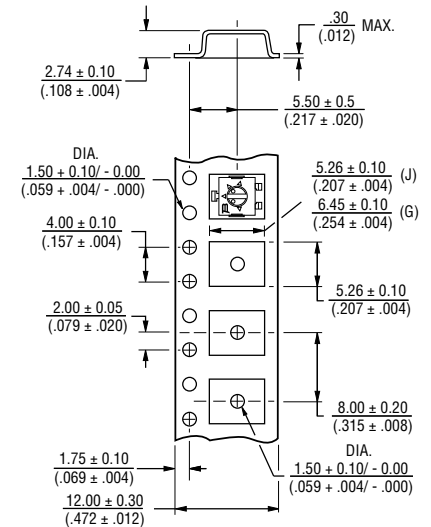 .30
(.012)
MAX.
2.74 ± 0.10
(.108 ± .004)
5.50 ± 0.5
(.217 ± .020)
DIA.
1.50 + 0.10/ - 0.00
(.059 + .004/ - .000)
5.26 ± 0.10
(.207 ± .004)
(J)
6.45 ± 0.10
(.254 ± .004)
(G)
4.00 ± 0.10
(.157 ± .004)
5.26 ± 0.10
(.207 ± .004)
2.00 ± 0.05
(.079 ± .020)
8.00 ± 0.20
(.315 ± .008)
1.75 ± 0.10
(.069 ± .004)
DIA.
1.50 + 0.10/ - 0.00
(.059 + .004/ - .000)
12.00 ± 0.30
(.472 ± .012)